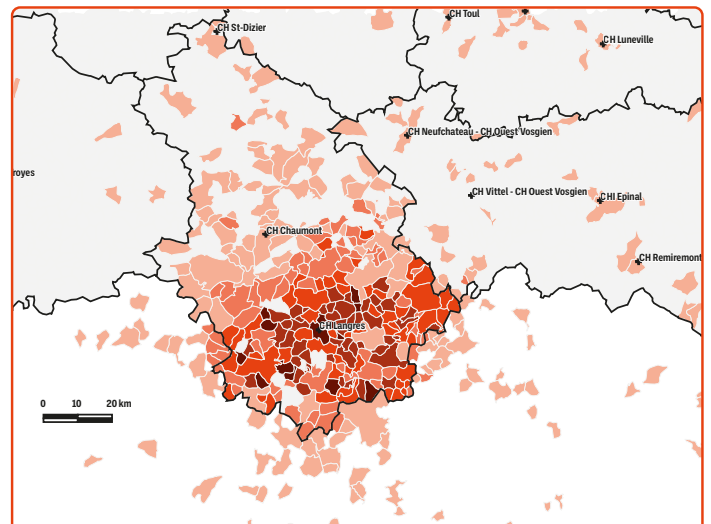 CH Toul
CH St-Dizier
CH Luneville
CH Neufchateau - CH Ouest Vosgien
royes
CH Vittel - CH Ouest Vosgien
CHI Epinal
CH Chaumont
CH Remiremont
CH Langres
0 10 20 km